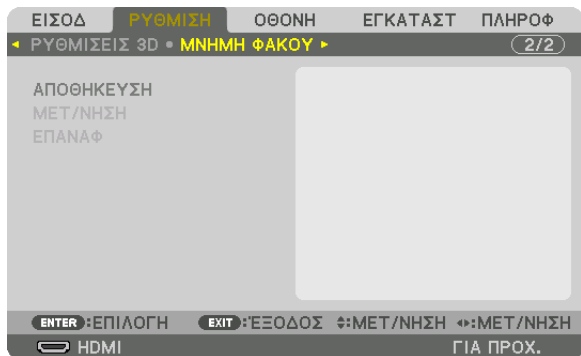 ΕΙΣΟΔ ΡΥΘΜΙΣΗ ΟΘΟΝΗ ΕΓΚΑΤΑΣΤ ΠΛΗΡΟΦ
◂ ΡΥΘΜΙΣΕΙΣ 3D • ΜΝΗΜΗ ΦΑΚΟΥ ▸ 2/2
ΑΠΟΘΗΚΕΥΣΗ
ΜΕΤ/ΝΗΣΗ
ΕΠΑΝΑΦ
ENTER:ΕΠΙΛΟΓΗ EXIT:ΈΞΟΔΟΣ ⬍:ΜΕΤ/ΝΗΣΗ ⬌:ΜΕΤ/ΝΗΣΗ
HDMI ΓΙΑ ΠΡΟΧ.